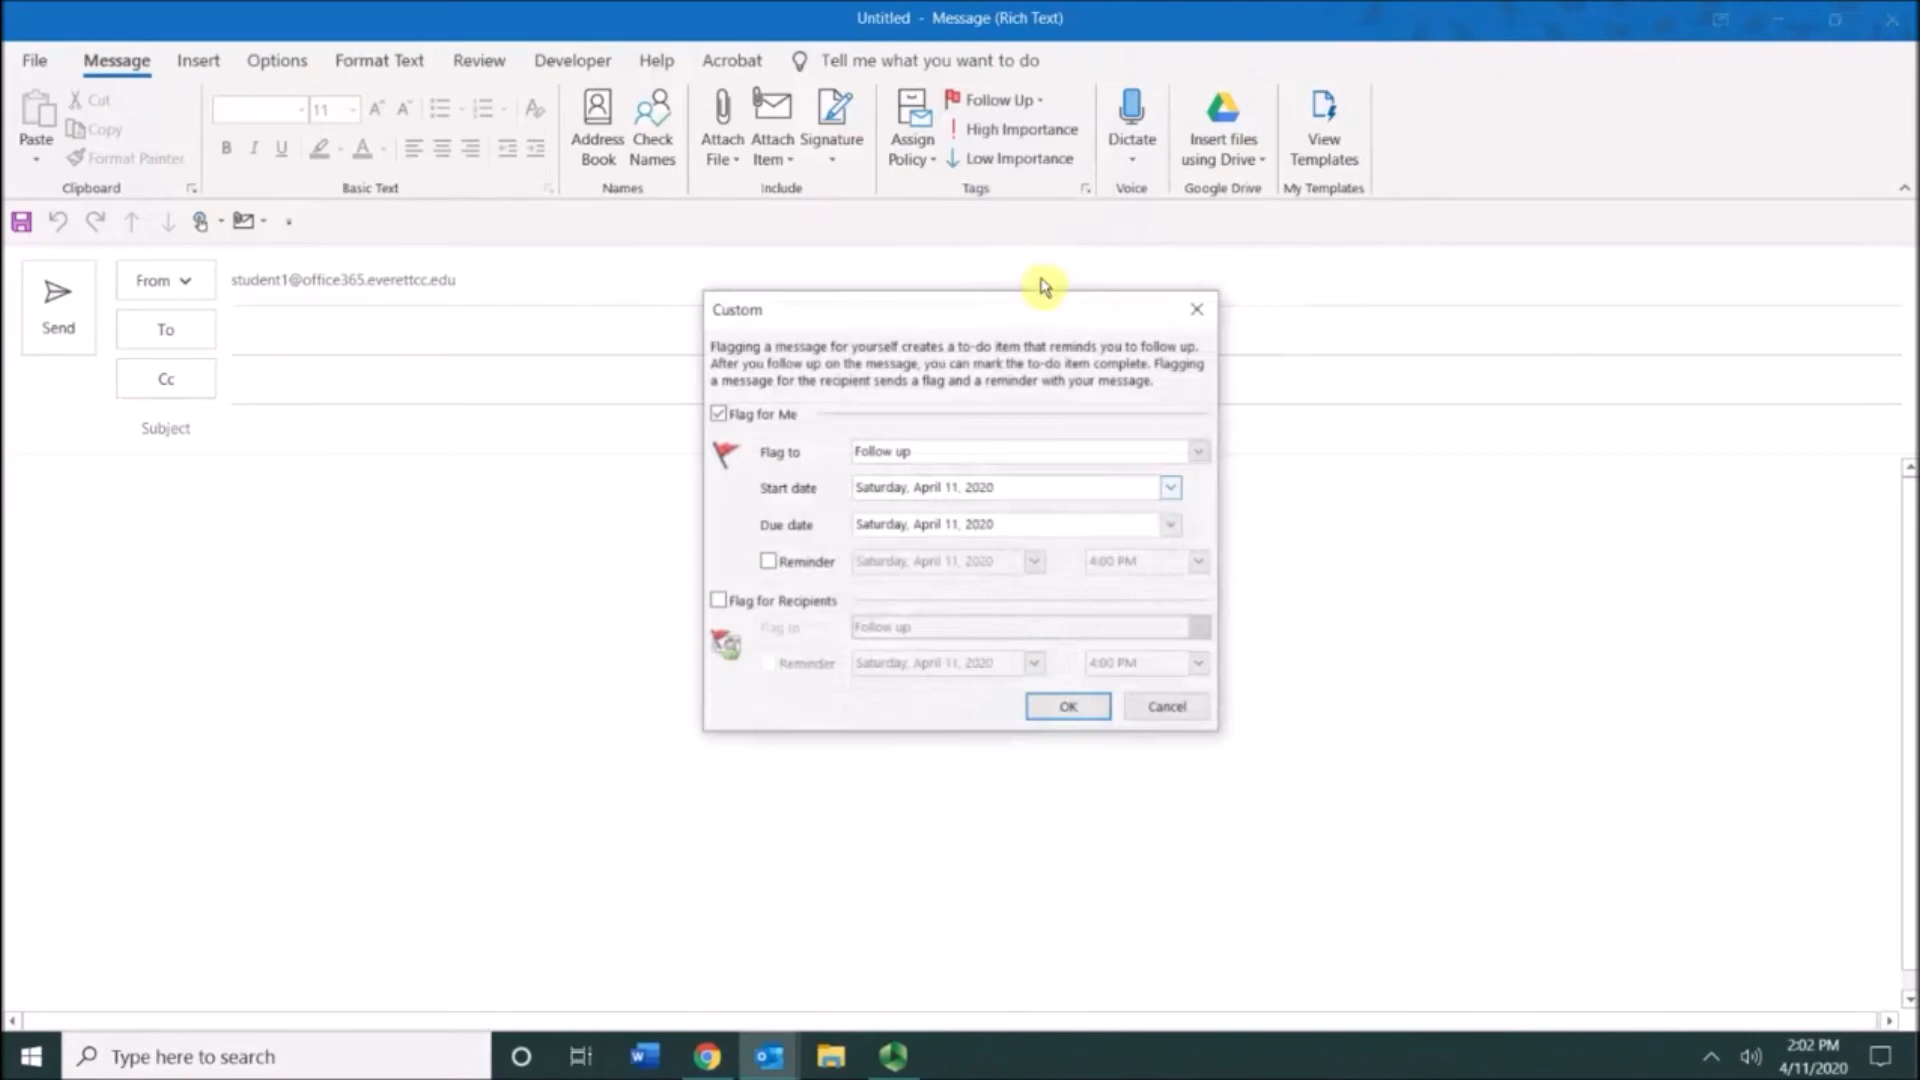 Untitled - Message (Rich Text)
File Message Insert Options Format Text Review Developer Help Acrobat Tell me what you want to do
Paste
Cut
Copy
Format Painter
Clipboard
11
B I U
Basic Text
Address Book
Check Names
Names
Attach File
Attach Item
Signature
Include
Assign Policy
Follow Up
High Importance
Low Importance
Tags
Dictate
Voice
Insert files using Drive
Google Drive
View Templates
My Templates
Send
From student1@office365.everettcc.edu
To
Cc
Subject
Custom
Flagging a message for yourself creates a to-do item that reminds you to follow up.
After you follow up on the message, you can mark the to-do item complete. Flagging
a message for the recipient sends a flag and a reminder with your message.
Flag for Me
Flag to Follow up
Start date Saturday, April 11, 2020
Due date Saturday, April 11, 2020
Reminder Saturday, April 11, 2020 4:00 PM
Flag for Recipients
Flag to Follow up
Reminder Saturday, April 11, 2020 4:00 PM
OK Cancel
Type here to search
2:02 PM
4/11/2020